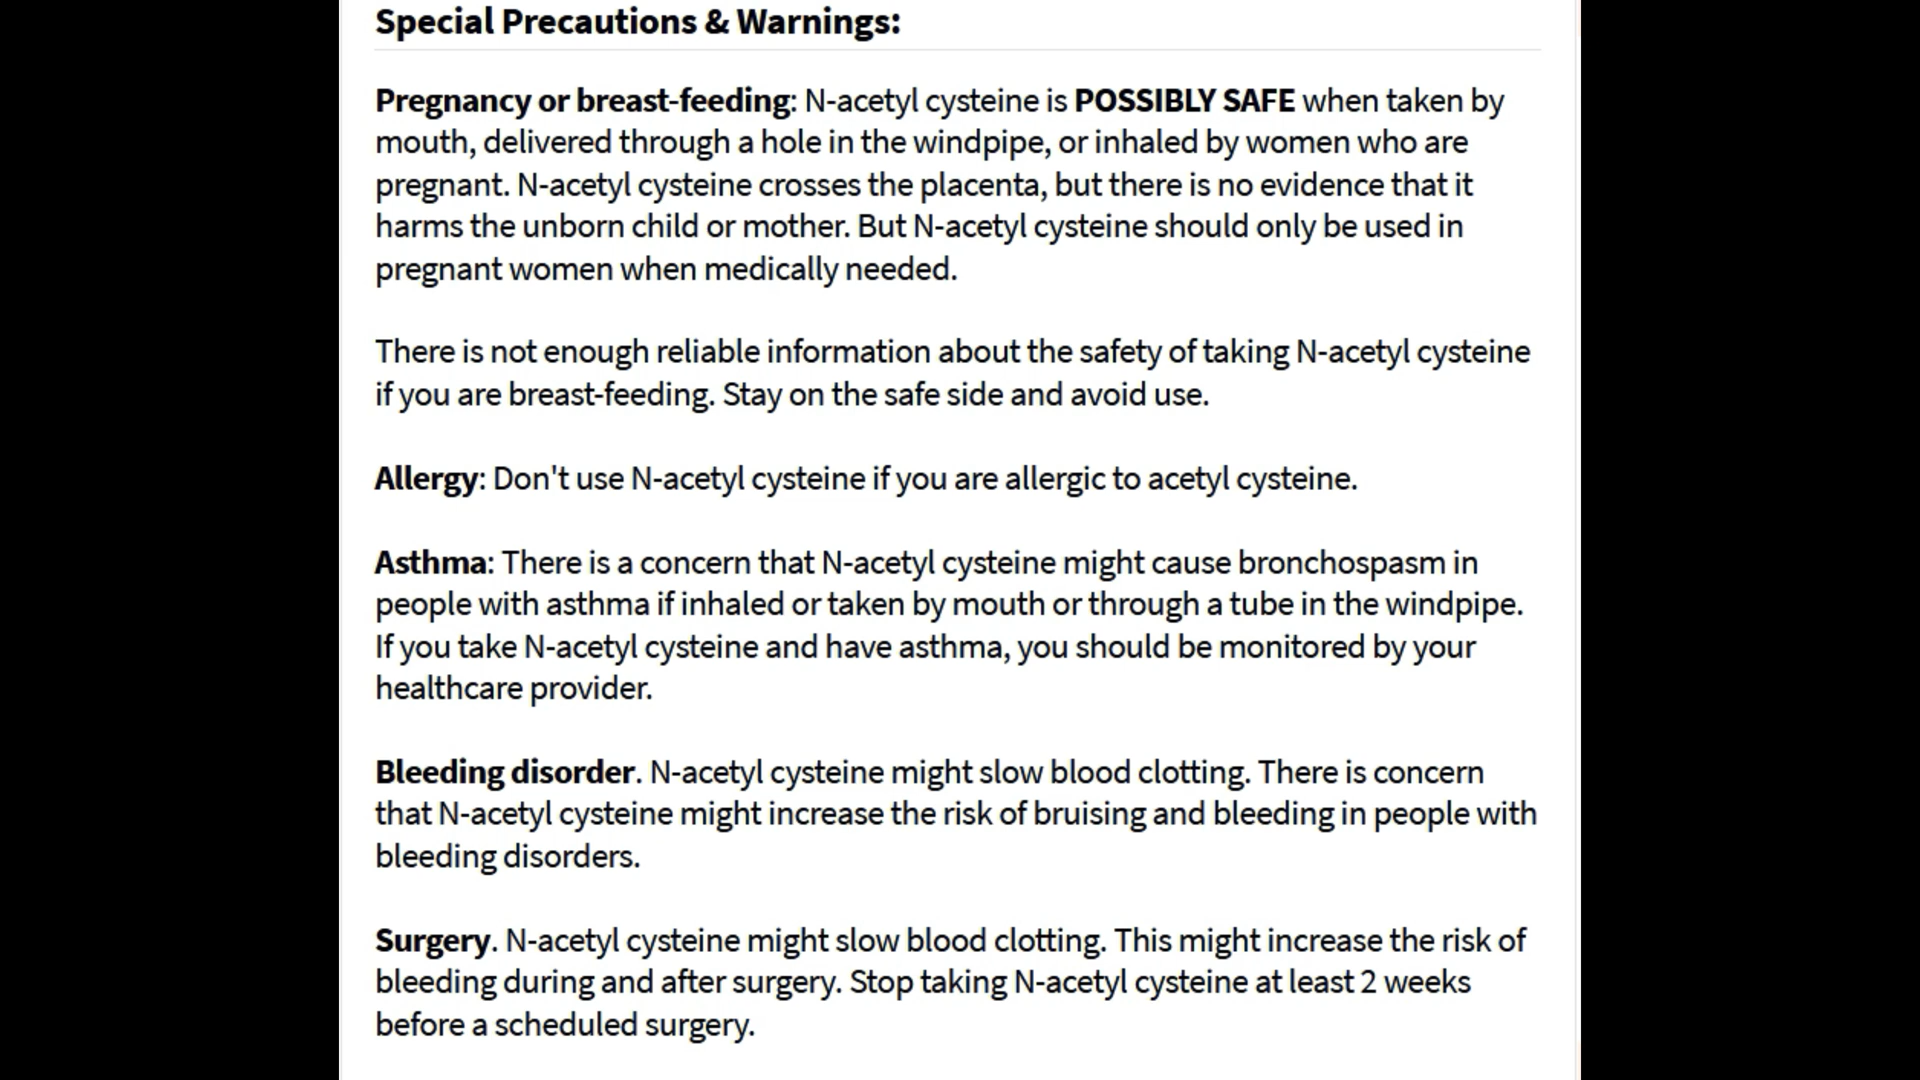 Special Precautions & Warnings:
Pregnancy or breast-feeding: N-acetyl cysteine is POSSIBLY SAFE when taken by
mouth, delivered through a hole in the windpipe, or inhaled by women who are
pregnant. N-acetyl cysteine crosses the placenta, but there is no evidence that it
harms the unborn child or mother. But N-acetyl cysteine should only be used in
pregnant women when medically needed.
There is not enough reliable information about the safety of taking N-acetyl cysteine
if you are breast-feeding. Stay on the safe side and avoid use.
Allergy: Don't use N-acetyl cysteine if you are allergic to acetyl cysteine.
Asthma: There is a concern that N-acetyl cysteine might cause bronchospasm in
people with asthma if inhaled or taken by mouth or through a tube in the windpipe.
If you take N-acetyl cysteine and have asthma, you should be monitored by your
healthcare provider.
Bleeding disorder. N-acetyl cysteine might slow blood clotting. There is concern
that N-acetyl cysteine might increase the risk of bruising and bleeding in people with
bleeding disorders.
Surgery. N-acetyl cysteine might slow blood clotting. This might increase the risk of
bleeding during and after surgery. Stop taking N-acetyl cysteine at least 2 weeks
before a scheduled surgery.